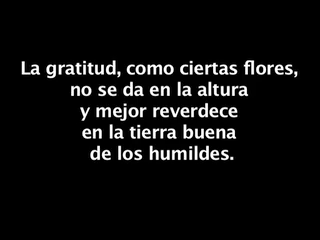 La gratitud, como ciertas flores,
no se da en la altura
y mejor reverdece
en la tierra buena
de los humildes.